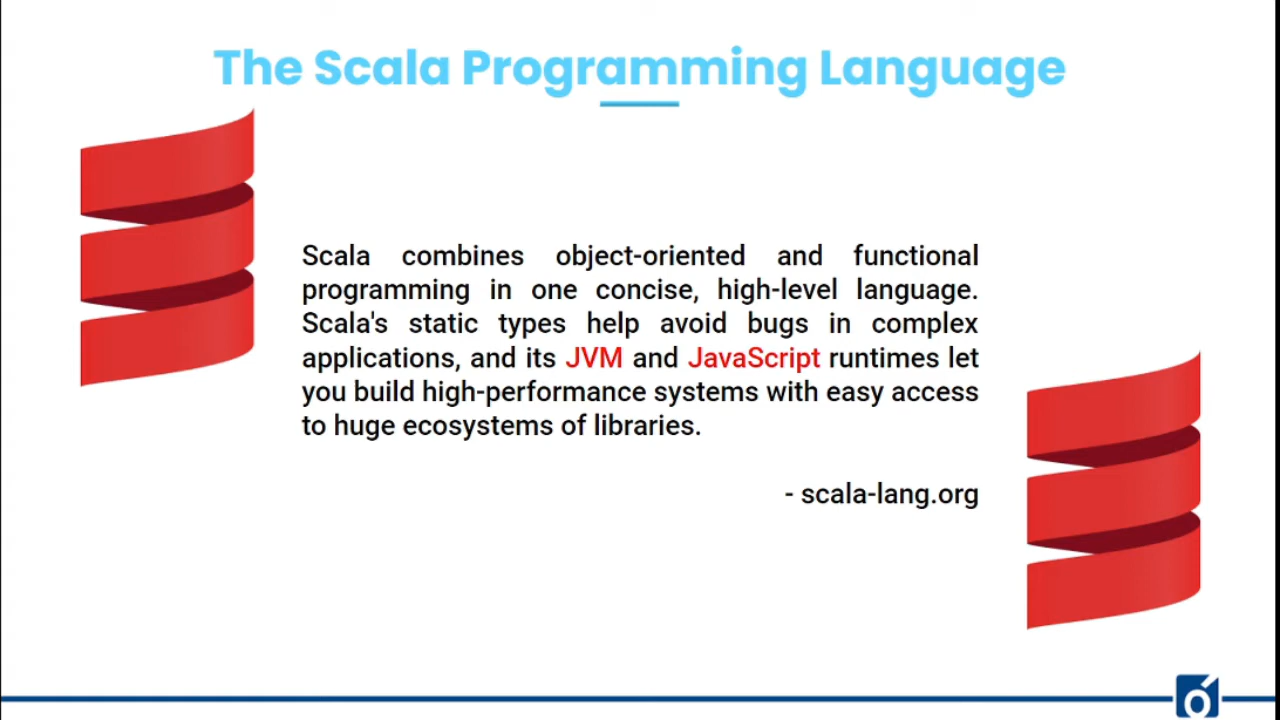 The Scala Programming Language
Scala combines object-oriented and functional
programming in one concise, high-level language.
Scala's static types help avoid bugs in complex
applications, and its JVM and JavaScript runtimes let
you build high-performance systems with easy access
to huge ecosystems of libraries.
- scala-lang.org